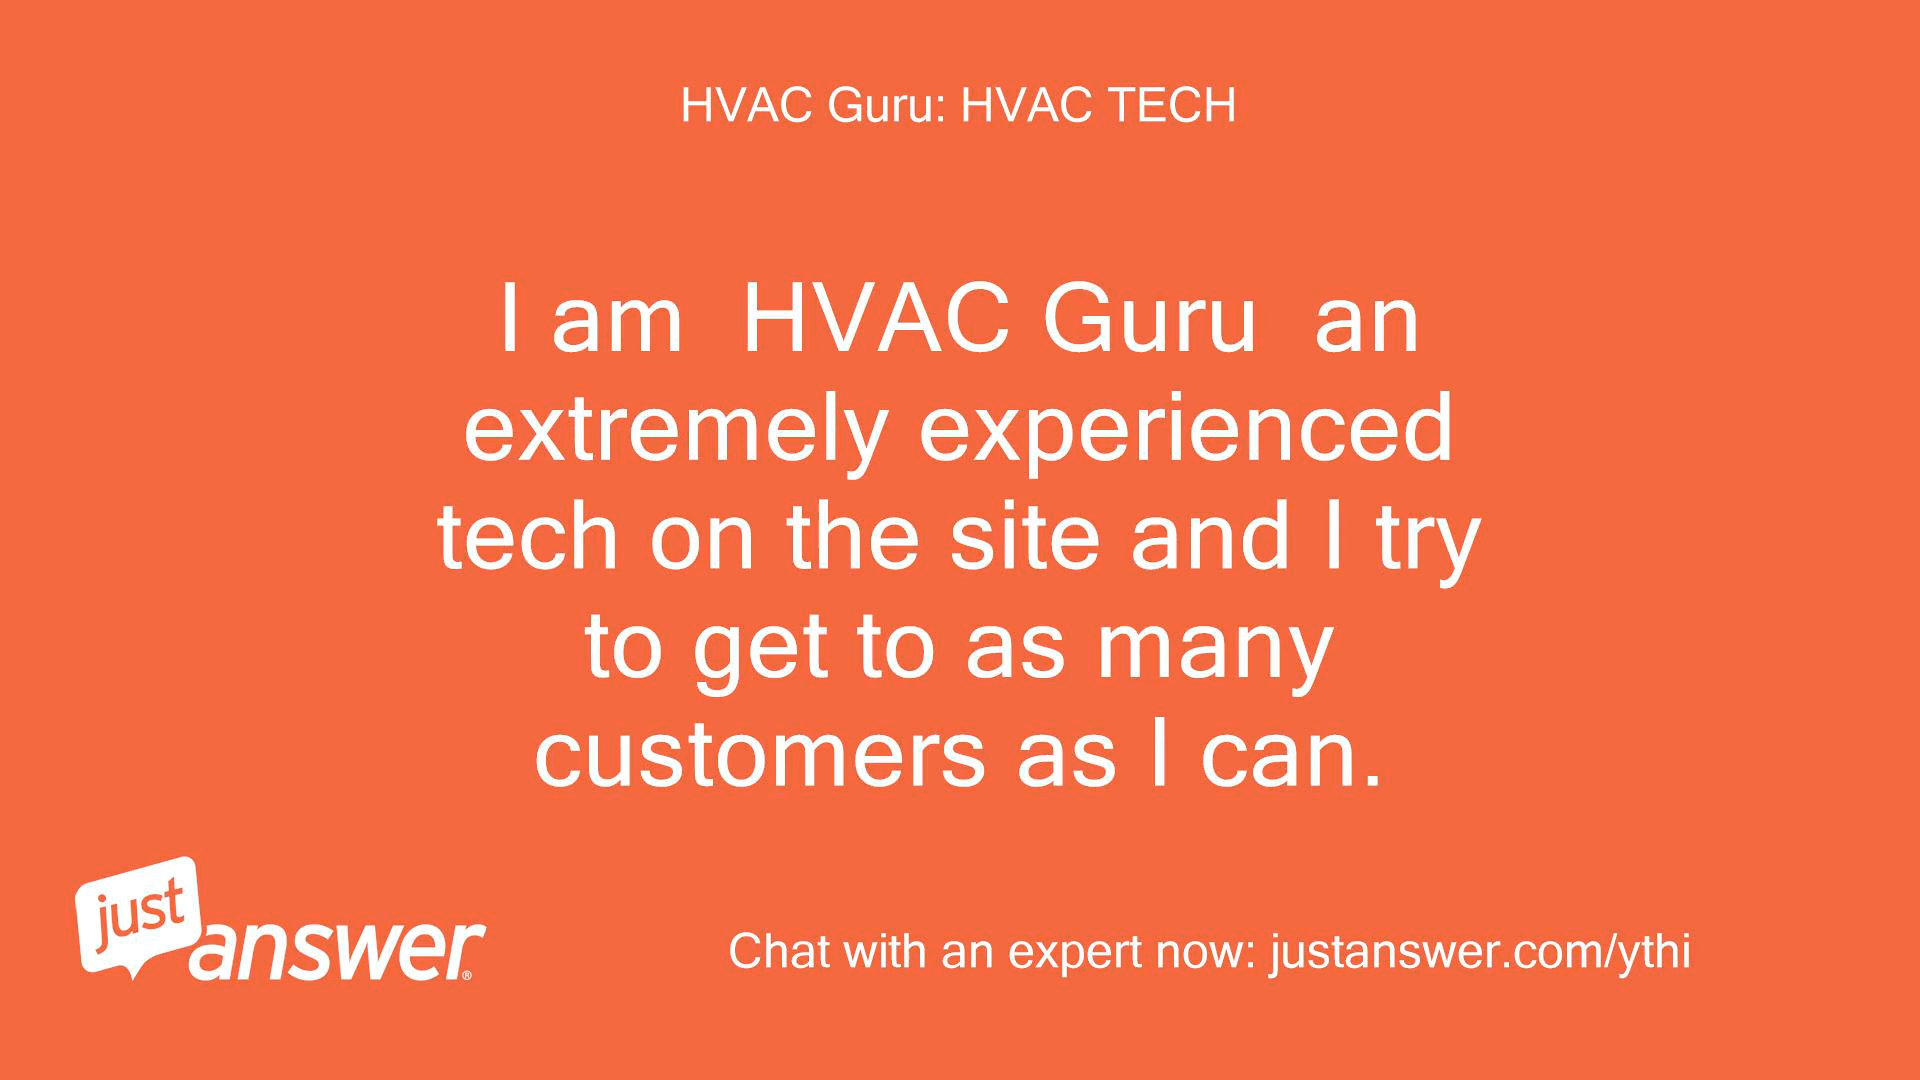 HVAC Guru: HVAC TECH
I am  HVAC Guru  an
extremely experienced
tech on the site and I try
to get to as many
customers as I can.
just
answer®
Chat with an expert now: justanswer.com/ythi